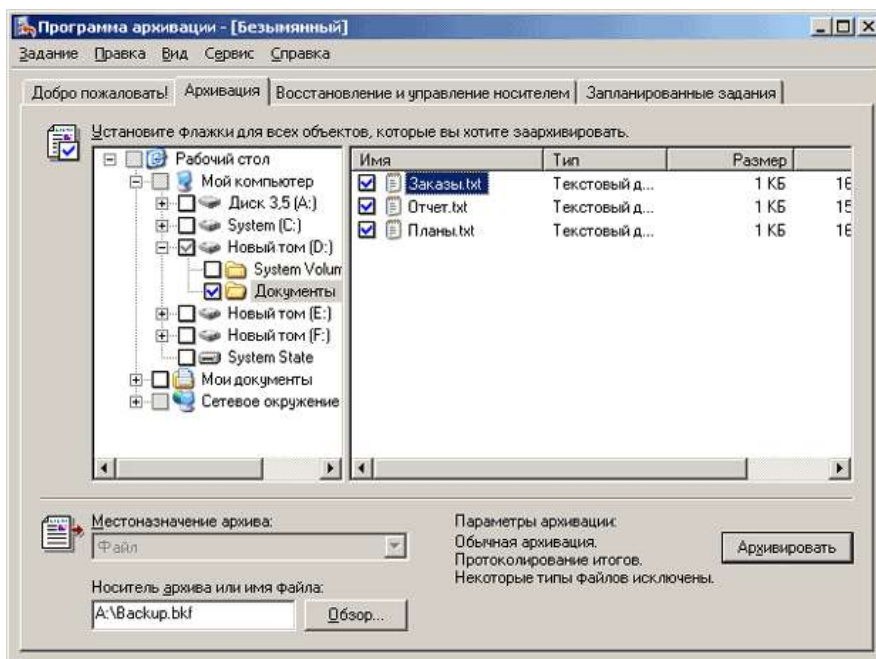 Программа архивации - [Безымянный]
Задание Правка Вид Сервис Справка
Добро пожаловать! Архивация Восстановление и управление носителем Запланированные задания
Установите флажки для всех объектов, которые вы хотите заархивировать.
Рабочий стол
Мой компьютер
Диск 3,5 (A:)
System (C:)
Новый том (D:)
System Volum
Документы
Новый том (E:)
Новый том (F:)
System State
Мои документы
Сетевое окружение
Имя Тип Размер
Заказы.txt Текстовый д... 1 КБ 16
Отчет.txt Текстовый д... 1 КБ 15
Планы.txt Текстовый д... 1 КБ
Местоназначение архива:
Файл
Носитель архива или имя файла:
A:\Backup.bkf Обзор...
Параметры архивации:
Обычная архивация.
Протоколирование итогов.
Некоторые типы файлов исключены.
Архивировать